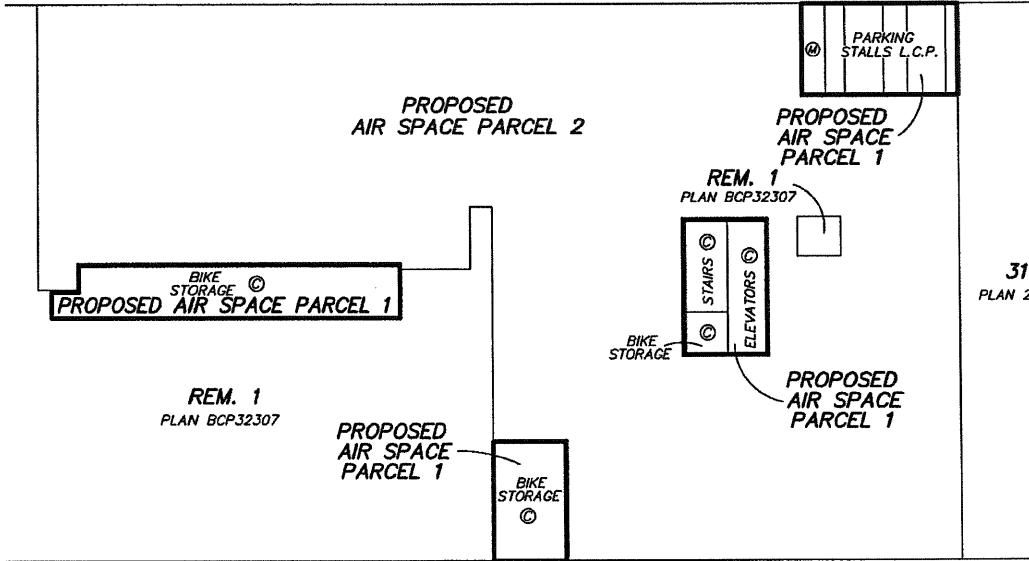 PARKING
STALLS L.C.P.
M
PROPOSED
AIR SPACE PARCEL 2
PROPOSED
AIR SPACE
PARCEL 1
REM. 1
PLAN BCP32307
STAIRS C
ELEVATORS C
C
BIKE
STORAGE
PROPOSED
AIR SPACE
PARCEL 1
31
PLAN 2
BIKE
STORAGE C
PROPOSED AIR SPACE PARCEL 1
REM. 1
PLAN BCP32307
PROPOSED
AIR SPACE
PARCEL 1
BIKE
STORAGE
C